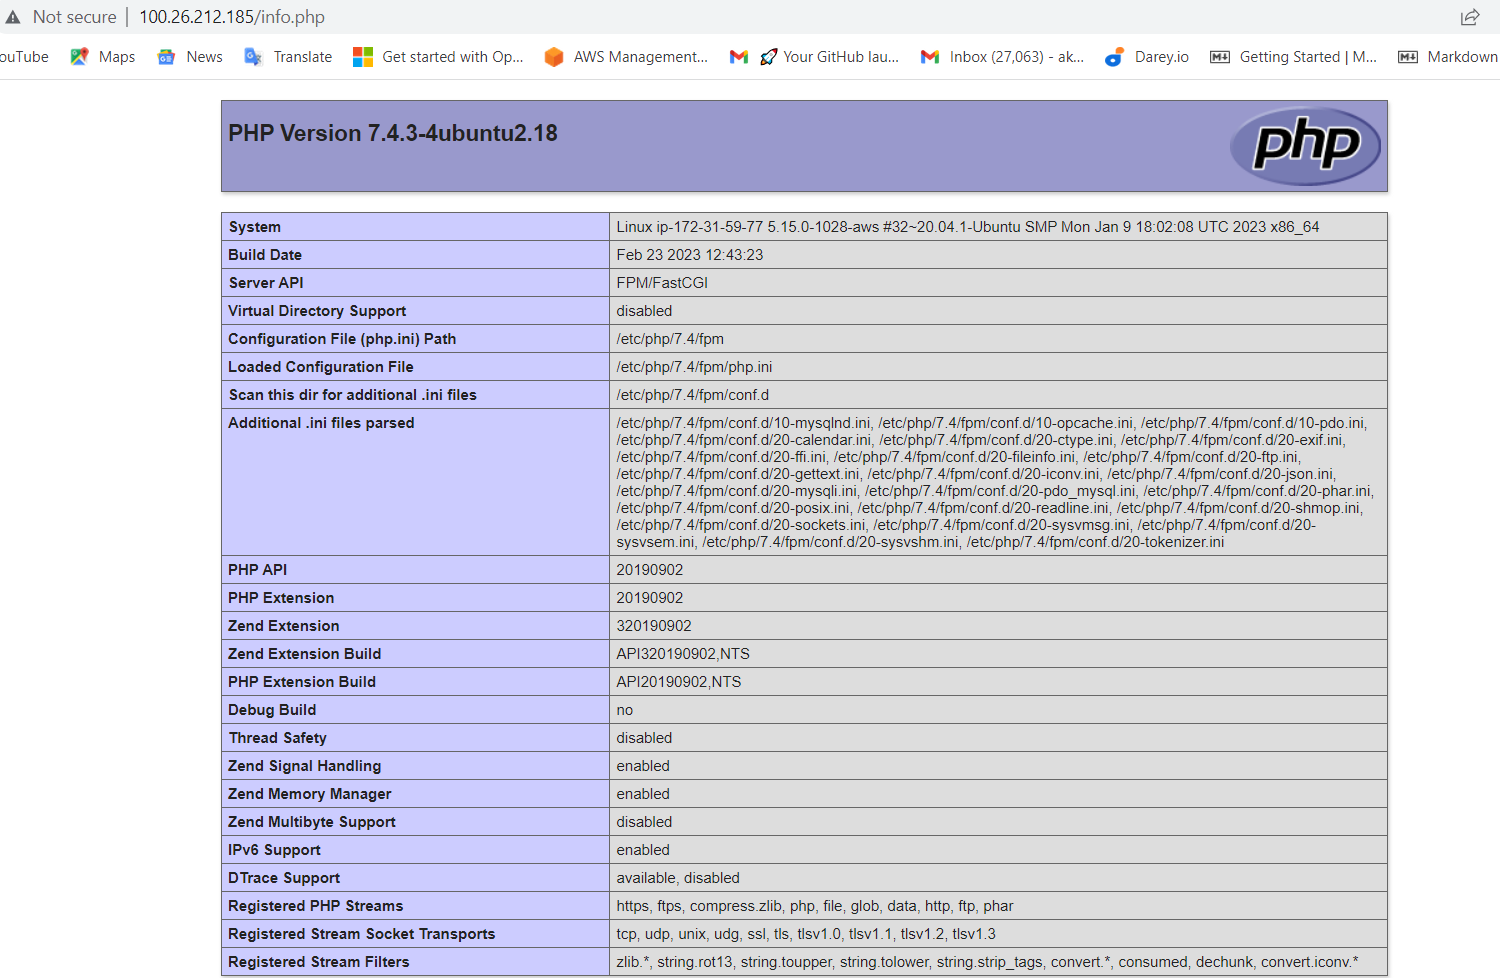 Not secure | 100.26.212.185/info.php
ouTube Maps News Translate Get started with Op... AWS Management... Your GitHub lau... Inbox (27,063) - ak... Darey.io Getting Started | M... Markdown
PHP Version 7.4.3-4ubuntu2.18
php
System Linux ip-172-31-59-77 5.15.0-1028-aws #32~20.04.1-Ubuntu SMP Mon Jan 9 18:02:08 UTC 2023 x86_64
Build Date Feb 23 2023 12:43:23
Server API FPM/FastCGI
Virtual Directory Support disabled
Configuration File (php.ini) Path /etc/php/7.4/fpm
Loaded Configuration File /etc/php/7.4/fpm/php.ini
Scan this dir for additional .ini files /etc/php/7.4/fpm/conf.d
Additional .ini files parsed /etc/php/7.4/fpm/conf.d/10-mysqlnd.ini, /etc/php/7.4/fpm/conf.d/10-opcache.ini, /etc/php/7.4/fpm/conf.d/10-pdo.ini,
/etc/php/7.4/fpm/conf.d/20-calendar.ini, /etc/php/7.4/fpm/conf.d/20-ctype.ini, /etc/php/7.4/fpm/conf.d/20-exif.ini,
/etc/php/7.4/fpm/conf.d/20-ffi.ini, /etc/php/7.4/fpm/conf.d/20-fileinfo.ini, /etc/php/7.4/fpm/conf.d/20-ftp.ini,
/etc/php/7.4/fpm/conf.d/20-gettext.ini, /etc/php/7.4/fpm/conf.d/20-iconv.ini, /etc/php/7.4/fpm/conf.d/20-json.ini,
/etc/php/7.4/fpm/conf.d/20-mysqli.ini, /etc/php/7.4/fpm/conf.d/20-pdo_mysql.ini, /etc/php/7.4/fpm/conf.d/20-phar.ini,
/etc/php/7.4/fpm/conf.d/20-posix.ini, /etc/php/7.4/fpm/conf.d/20-readline.ini, /etc/php/7.4/fpm/conf.d/20-shmop.ini,
/etc/php/7.4/fpm/conf.d/20-sockets.ini, /etc/php/7.4/fpm/conf.d/20-sysvmsg.ini, /etc/php/7.4/fpm/conf.d/20-
sysvsem.ini, /etc/php/7.4/fpm/conf.d/20-sysvshm.ini, /etc/php/7.4/fpm/conf.d/20-tokenizer.ini
PHP API 20190902
PHP Extension 20190902
Zend Extension 320190902
Zend Extension Build API320190902,NTS
PHP Extension Build API20190902,NTS
Debug Build no
Thread Safety disabled
Zend Signal Handling enabled
Zend Memory Manager enabled
Zend Multibyte Support disabled
IPv6 Support enabled
DTrace Support available, disabled
Registered PHP Streams https, ftps, compress.zlib, php, file, glob, data, http, ftp, phar
Registered Stream Socket Transports tcp, udp, unix, udg, ssl, tls, tlsv1.0, tlsv1.1, tlsv1.2, tlsv1.3
Registered Stream Filters zlib.*, string.rot13, string.toupper, string.tolower, string.strip_tags, convert.*, consumed, dechunk, convert.iconv.*